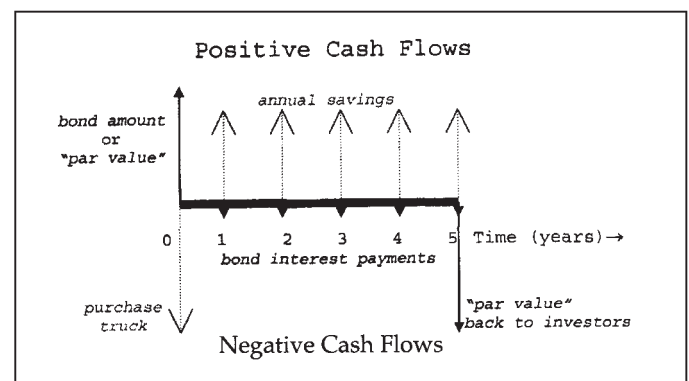 Positive Cash Flows
annual savings
bond amount
or
"par value"
0 1 2 3 4 5 Time (years)→
bond interest payments
purchase
truck
"par value"
back to investors
Negative Cash Flows